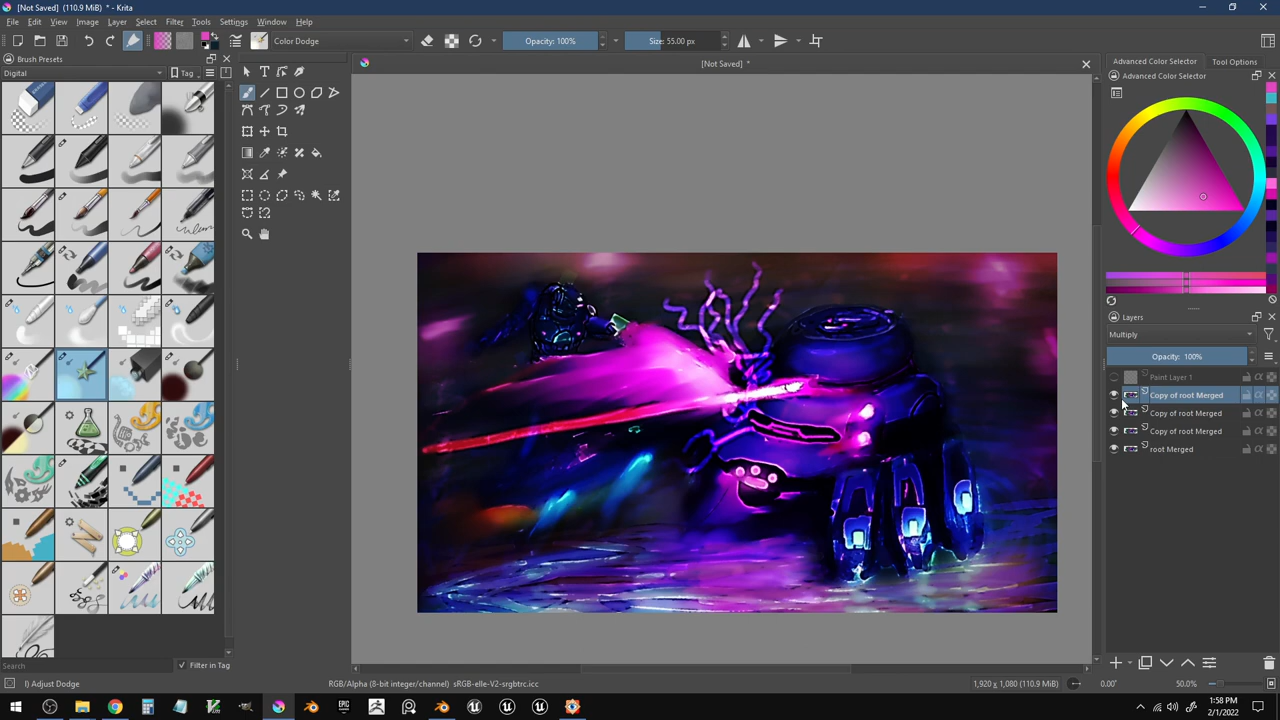 [Not Saved] (110.9 MiB) * - Krita
File Edit View Image Layer Select Filter Tools Settings Window Help
Color Dodge
Opacity: 100%
Size: 55.00 px
Brush Presets
Digital
Tag
[Not Saved] *
Advanced Color Selector
Tool Options
Advanced Color Selector
Layers
Multiply
Opacity: 100%
Paint Layer 1
Copy of root Merged
Copy of root Merged
Copy of root Merged
root Merged
Search
Filter in Tag
I) Adjust Dodge
RGB/Alpha (8-bit integer/channel) sRGB-elle-V2-srgbtrc.icc
1,920 x 1,080 (110.9 MiB)
0.00°
50.0%
EPIC
GAMES
1:58 PM
2/1/2022